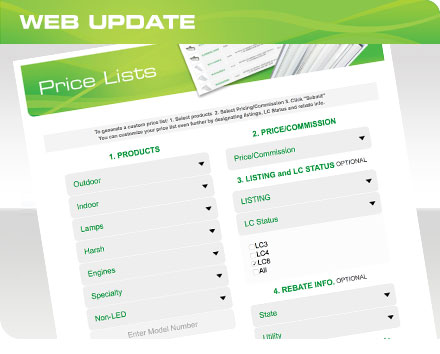 WEB UPDATE
Price Lists
To generate a custom price list: 1. Select products 2. Select Pricing/Commission 3. Click "Submit"
You can customize your price list even further by designating listings, LC Status and rebate info.
1. PRODUCTS
Outdoor
Indoor
Lamps
Harsh
Engines
Specialty
Non-LED
Enter Model Number
2. PRICE/COMMISSION
Price/Commission
3. LISTING and LC STATUS OPTIONAL
LISTING
LC Status
LC3
LC4
LC8
All
4. REBATE INFO. OPTIONAL
State
Utility